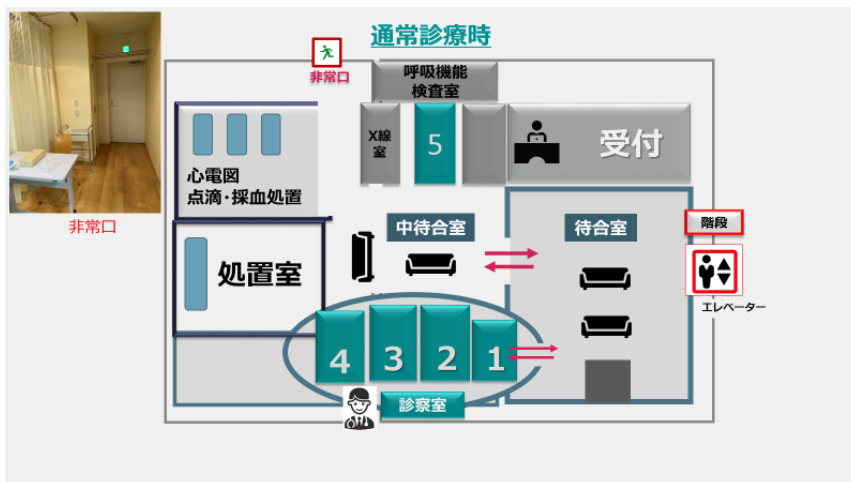 通常診療時
非常口
非常口
呼吸機能
検査室
X線
室
5
受付
心電図
点滴・採血処置
中待合室
待合室
階段
エレベーター
処置室
4
3
2
1
診察室